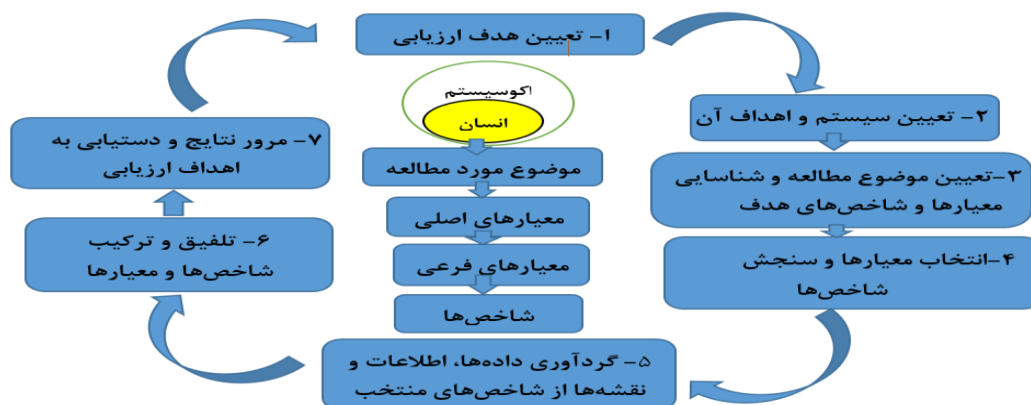 ۱- تعیین هدف ارزیابی
۲- تعیین سیستم و اهداف آن
۳-تعیین موضوع مطالعه و شناسایی
معیارها و شاخص‌های هدف
۴-انتخاب معیارها و سنجش
شاخص‌ها
۵- گردآوری داده‌ها، اطلاعات و
نقشه‌ها از شاخص‌های منتخب
۶- تلفیق و ترکیب
شاخص‌ها و معیارها
۷- مرور نتایج و دستیابی به
اهداف ارزیابی
اکوسیستم
انسان
موضوع مورد مطالعه
معیارهای اصلی
معیارهای فرعی
شاخص‌ها